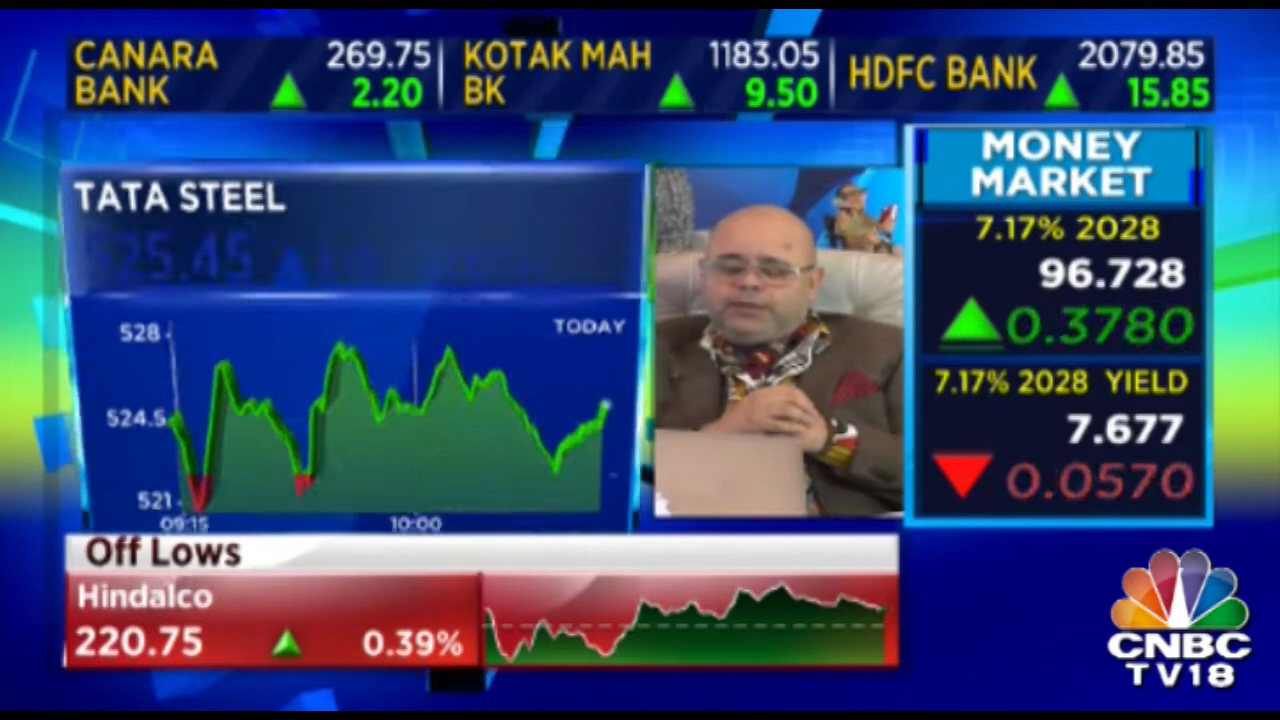 CANARA BANK 269.75 2.20
KOTAK MAH BK 1183.05 9.50
HDFC BANK 2079.85 15.85
TATA STEEL
525.45
528
TODAY
524.5
521
09:15 10:00
MONEY
MARKET
7.17% 2028
96.728
0.3780
7.17% 2028 YIELD
7.677
0.0570
Off Lows
Hindalco
220.75 0.39%
CNBC
TV18